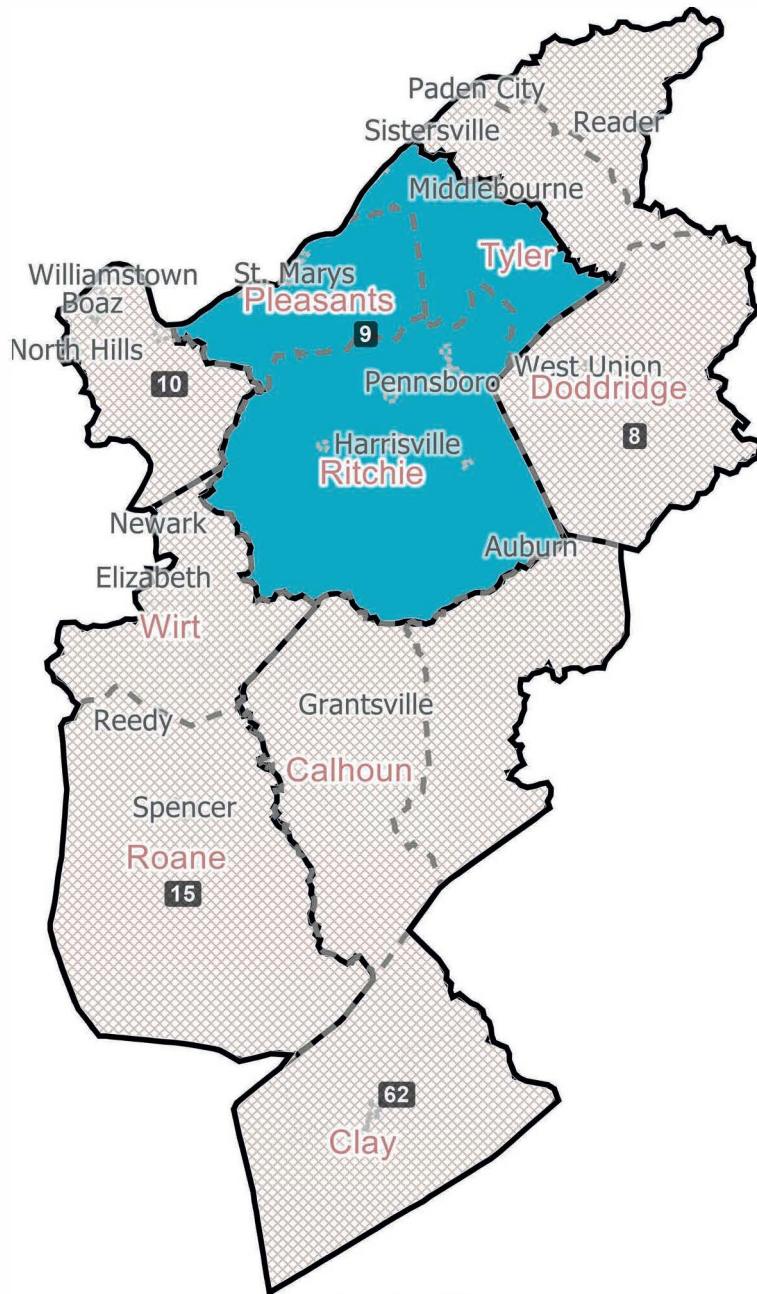 Paden City
Reader
Sistersville
Middlebourne
Tyler
Williamstown
St. Marys
Boaz
Pleasants
9
North Hills
10
Pennsboro
West Union
Doddridge
8
Harrisville
Ritchie
Newark
Auburn
Elizabeth
Wirt
Grantsville
Reedy
Calhoun
Spencer
Roane
15
62
Clay